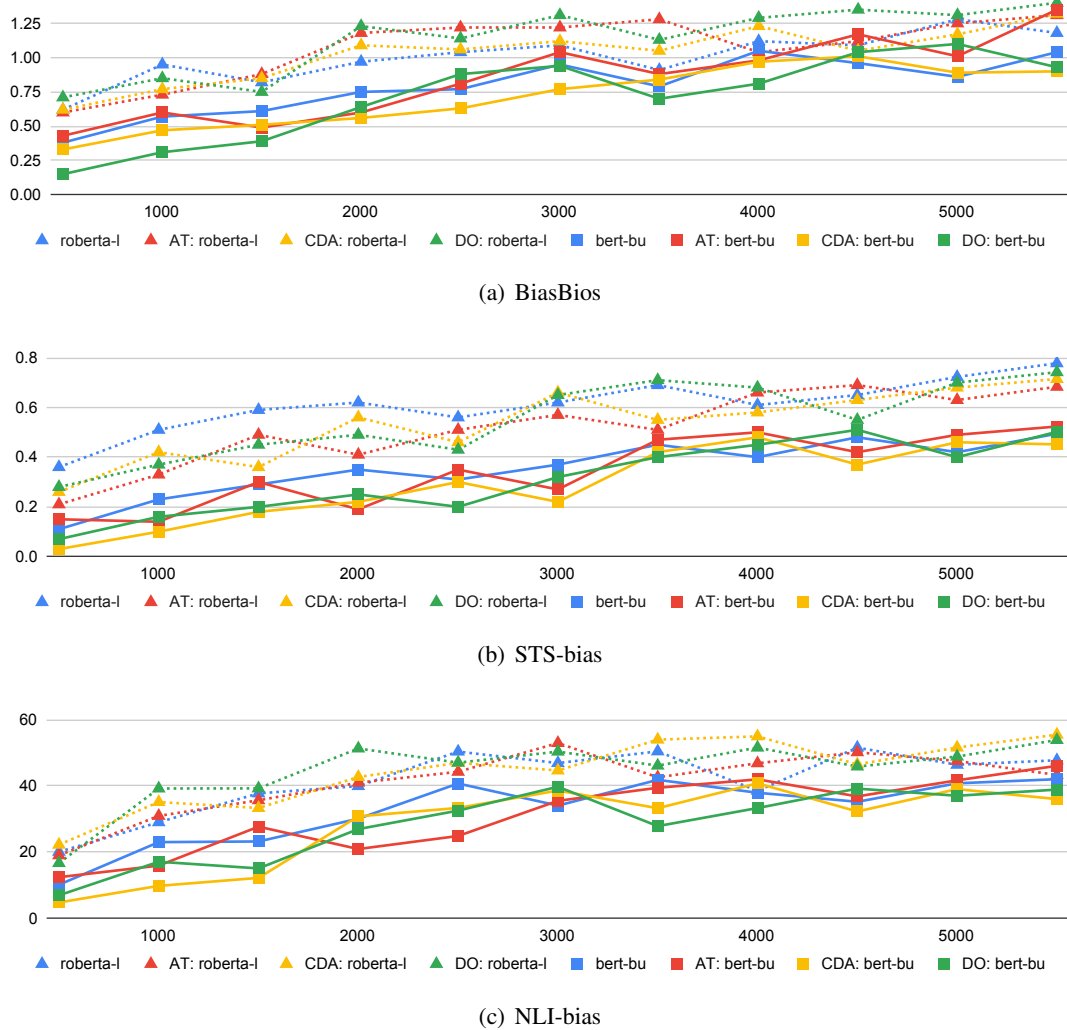 1.25
1.00
0.75
0.50
0.25
0.00
1000 2000 3000 4000 5000
roberta-l AT: roberta-l CDA: roberta-l DO: roberta-l bert-bu AT: bert-bu CDA: bert-bu DO: bert-bu
(a) BiasBios
0.8
0.6
0.4
0.2
0.0
1000 2000 3000 4000 5000
roberta-l AT: roberta-l CDA: roberta-l DO: roberta-l bert-bu AT: bert-bu CDA: bert-bu DO: bert-bu
(b) STS-bias
60
40
20
0
1000 2000 3000 4000 5000
roberta-l AT: roberta-l CDA: roberta-l DO: roberta-l bert-bu AT: bert-bu CDA: bert-bu DO: bert-bu
(c) NLI-bias